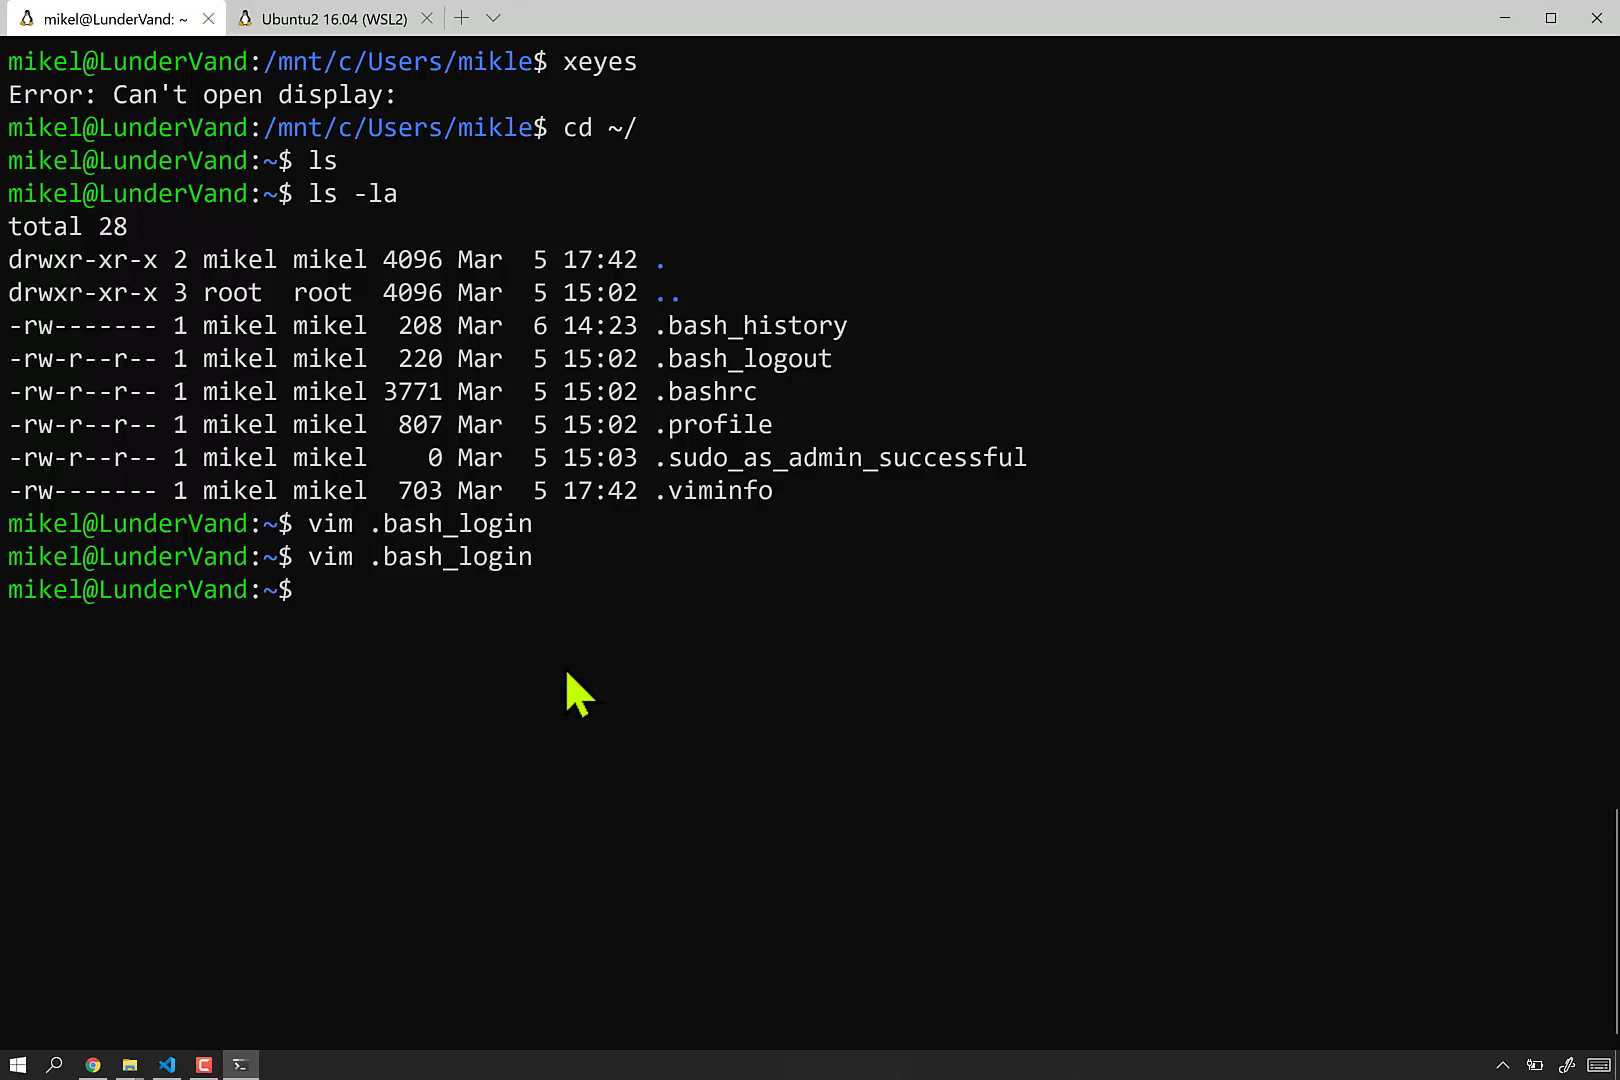 mikel@LunderVand: ~
Ubuntu2 16.04 (WSL2)
mikel@LunderVand:/mnt/c/Users/mikle$ xeyes
Error: Can't open display:
mikel@LunderVand:/mnt/c/Users/mikle$ cd ~/
mikel@LunderVand:~$ ls
mikel@LunderVand:~$ ls -la
total 28
drwxr-xr-x 2 mikel mikel 4096 Mar  5 17:42 .
drwxr-xr-x 3 root  root  4096 Mar  5 15:02 ..
-rw------- 1 mikel mikel  208 Mar  6 14:23 .bash_history
-rw-r--r-- 1 mikel mikel  220 Mar  5 15:02 .bash_logout
-rw-r--r-- 1 mikel mikel 3771 Mar  5 15:02 .bashrc
-rw-r--r-- 1 mikel mikel  807 Mar  5 15:02 .profile
-rw-r--r-- 1 mikel mikel    0 Mar  5 15:03 .sudo_as_admin_successful
-rw------- 1 mikel mikel  703 Mar  5 17:42 .viminfo
mikel@LunderVand:~$ vim .bash_login
mikel@LunderVand:~$ vim .bash_login
mikel@LunderVand:~$